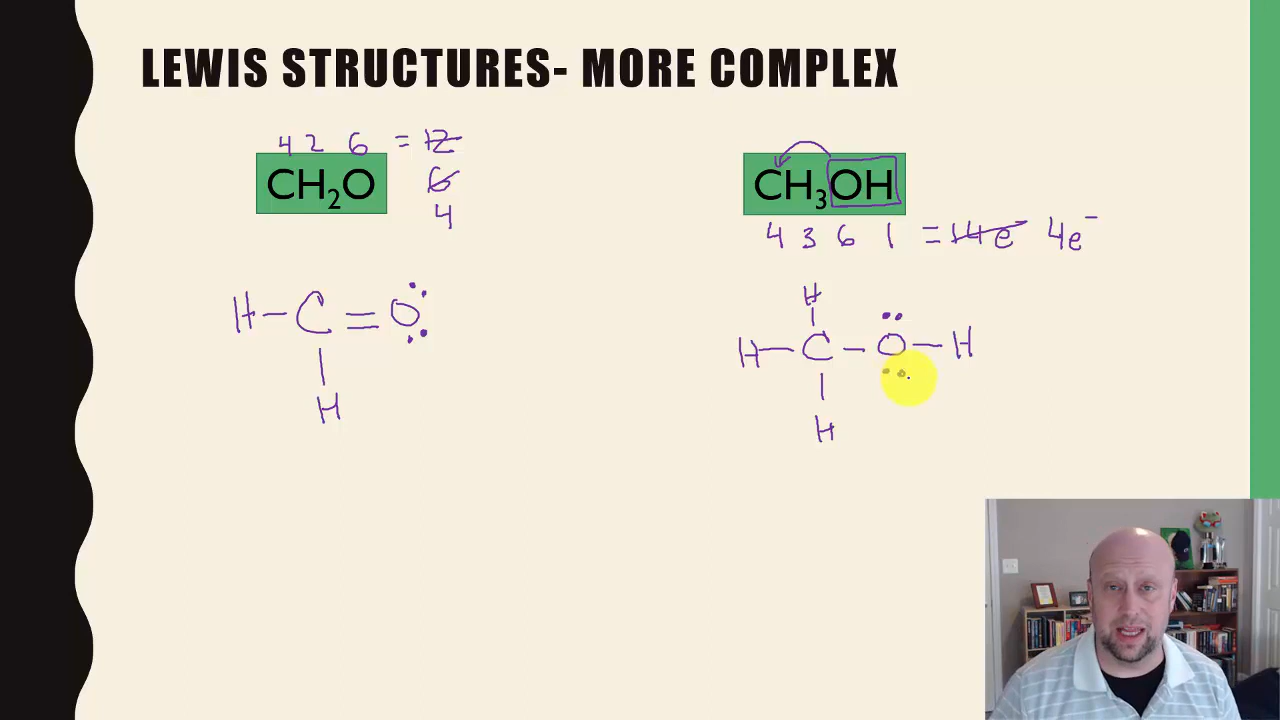 LEWIS STRUCTURES- MORE COMPLEX
4 2 6 = 12
CH₂O
6
4
H-C=O
H
CH₃OH
4 3 6 1 = 14e⁻ 4e⁻
H
H-C-O-H
H